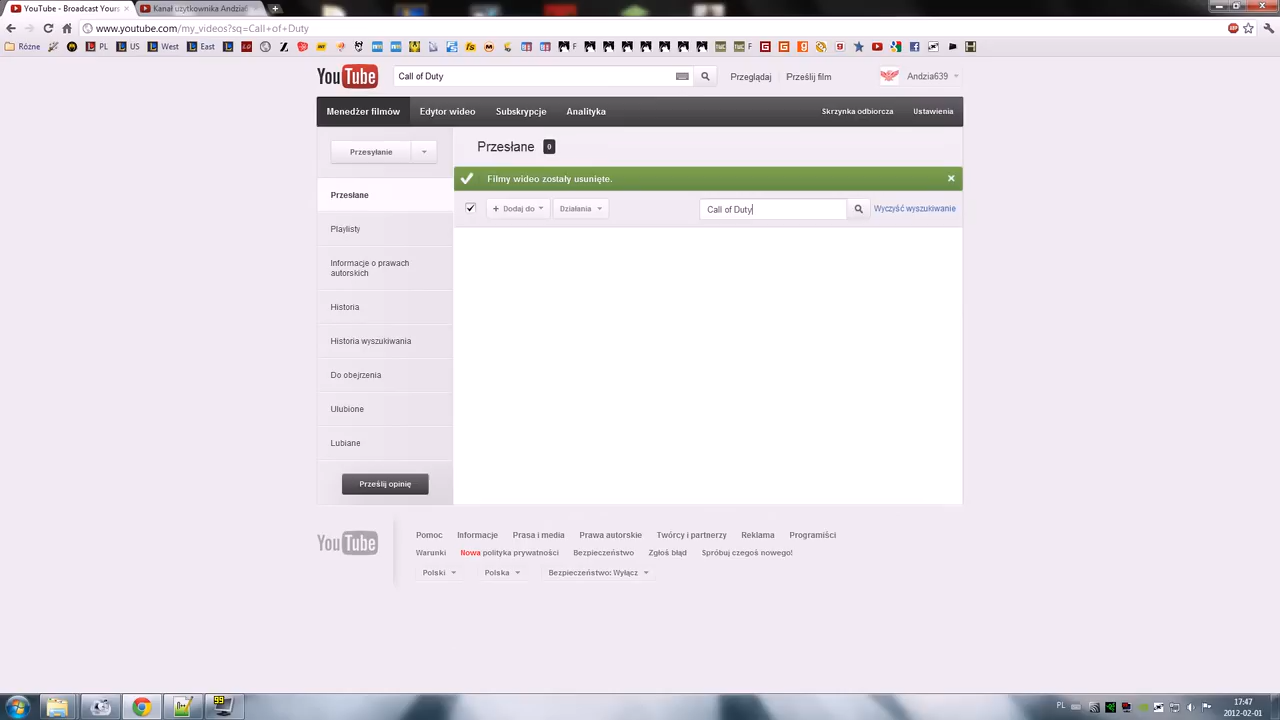 YouTube - Broadcast Yours
Kanał użytkownika Andzia6
www.youtube.com/my_videos?sq=Call+of+Duty
Różne
PL
US
West
East
F
F
YouTube
Call of Duty
Przeglądaj
Prześlij film
Andzia639
Menedżer filmów
Edytor wideo
Subskrypcje
Analityka
Skrzynka odbiorcza
Ustawienia
Przesyłanie
Przesłane 0
Filmy wideo zostały usunięte.
Przesłane
+ Dodaj do
Działania
Call of Duty
Wyczyść wyszukiwanie
Playlisty
Informacje o prawach
autorskich
Historia
Historia wyszukiwania
Do obejrzenia
Ulubione
Lubiane
Prześlij opinię
YouTube
Pomoc
Informacje
Prasa i media
Prawa autorskie
Twórcy i partnerzy
Reklama
Programiści
Warunki
Nowa polityka prywatności
Bezpieczeństwo
Zgłoś błąd
Spróbuj czegoś nowego!
Polski
Polska
Bezpieczeństwo: Wyłącz
99
PL
17:47
2012-02-01